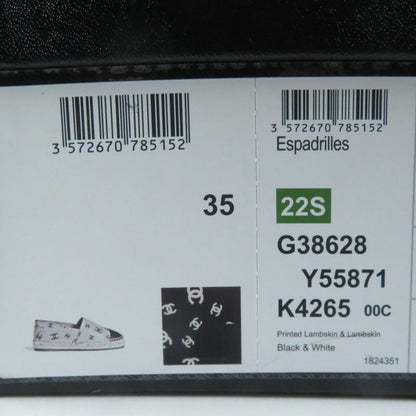 3 572670 785152
35
3 572670 785152
Espadrilles
22S
G38628
Y55871
K4265 00C
Printed Lambskin & Lambskin
Black & White
1824351